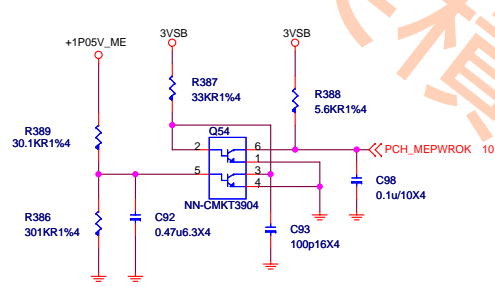 +1P05V_ME
3VSB
3VSB
R387
33KR1%4
R388
5.6KR1%4
R389
30.1KR1%4
Q54
2
6
1
5
3
4
NN-CMKT3904
PCH_MEPWROK 10
C98
0.1u/10X4
R386
301KR1%4
C92
0.47u6.3X4
C93
100p16X4